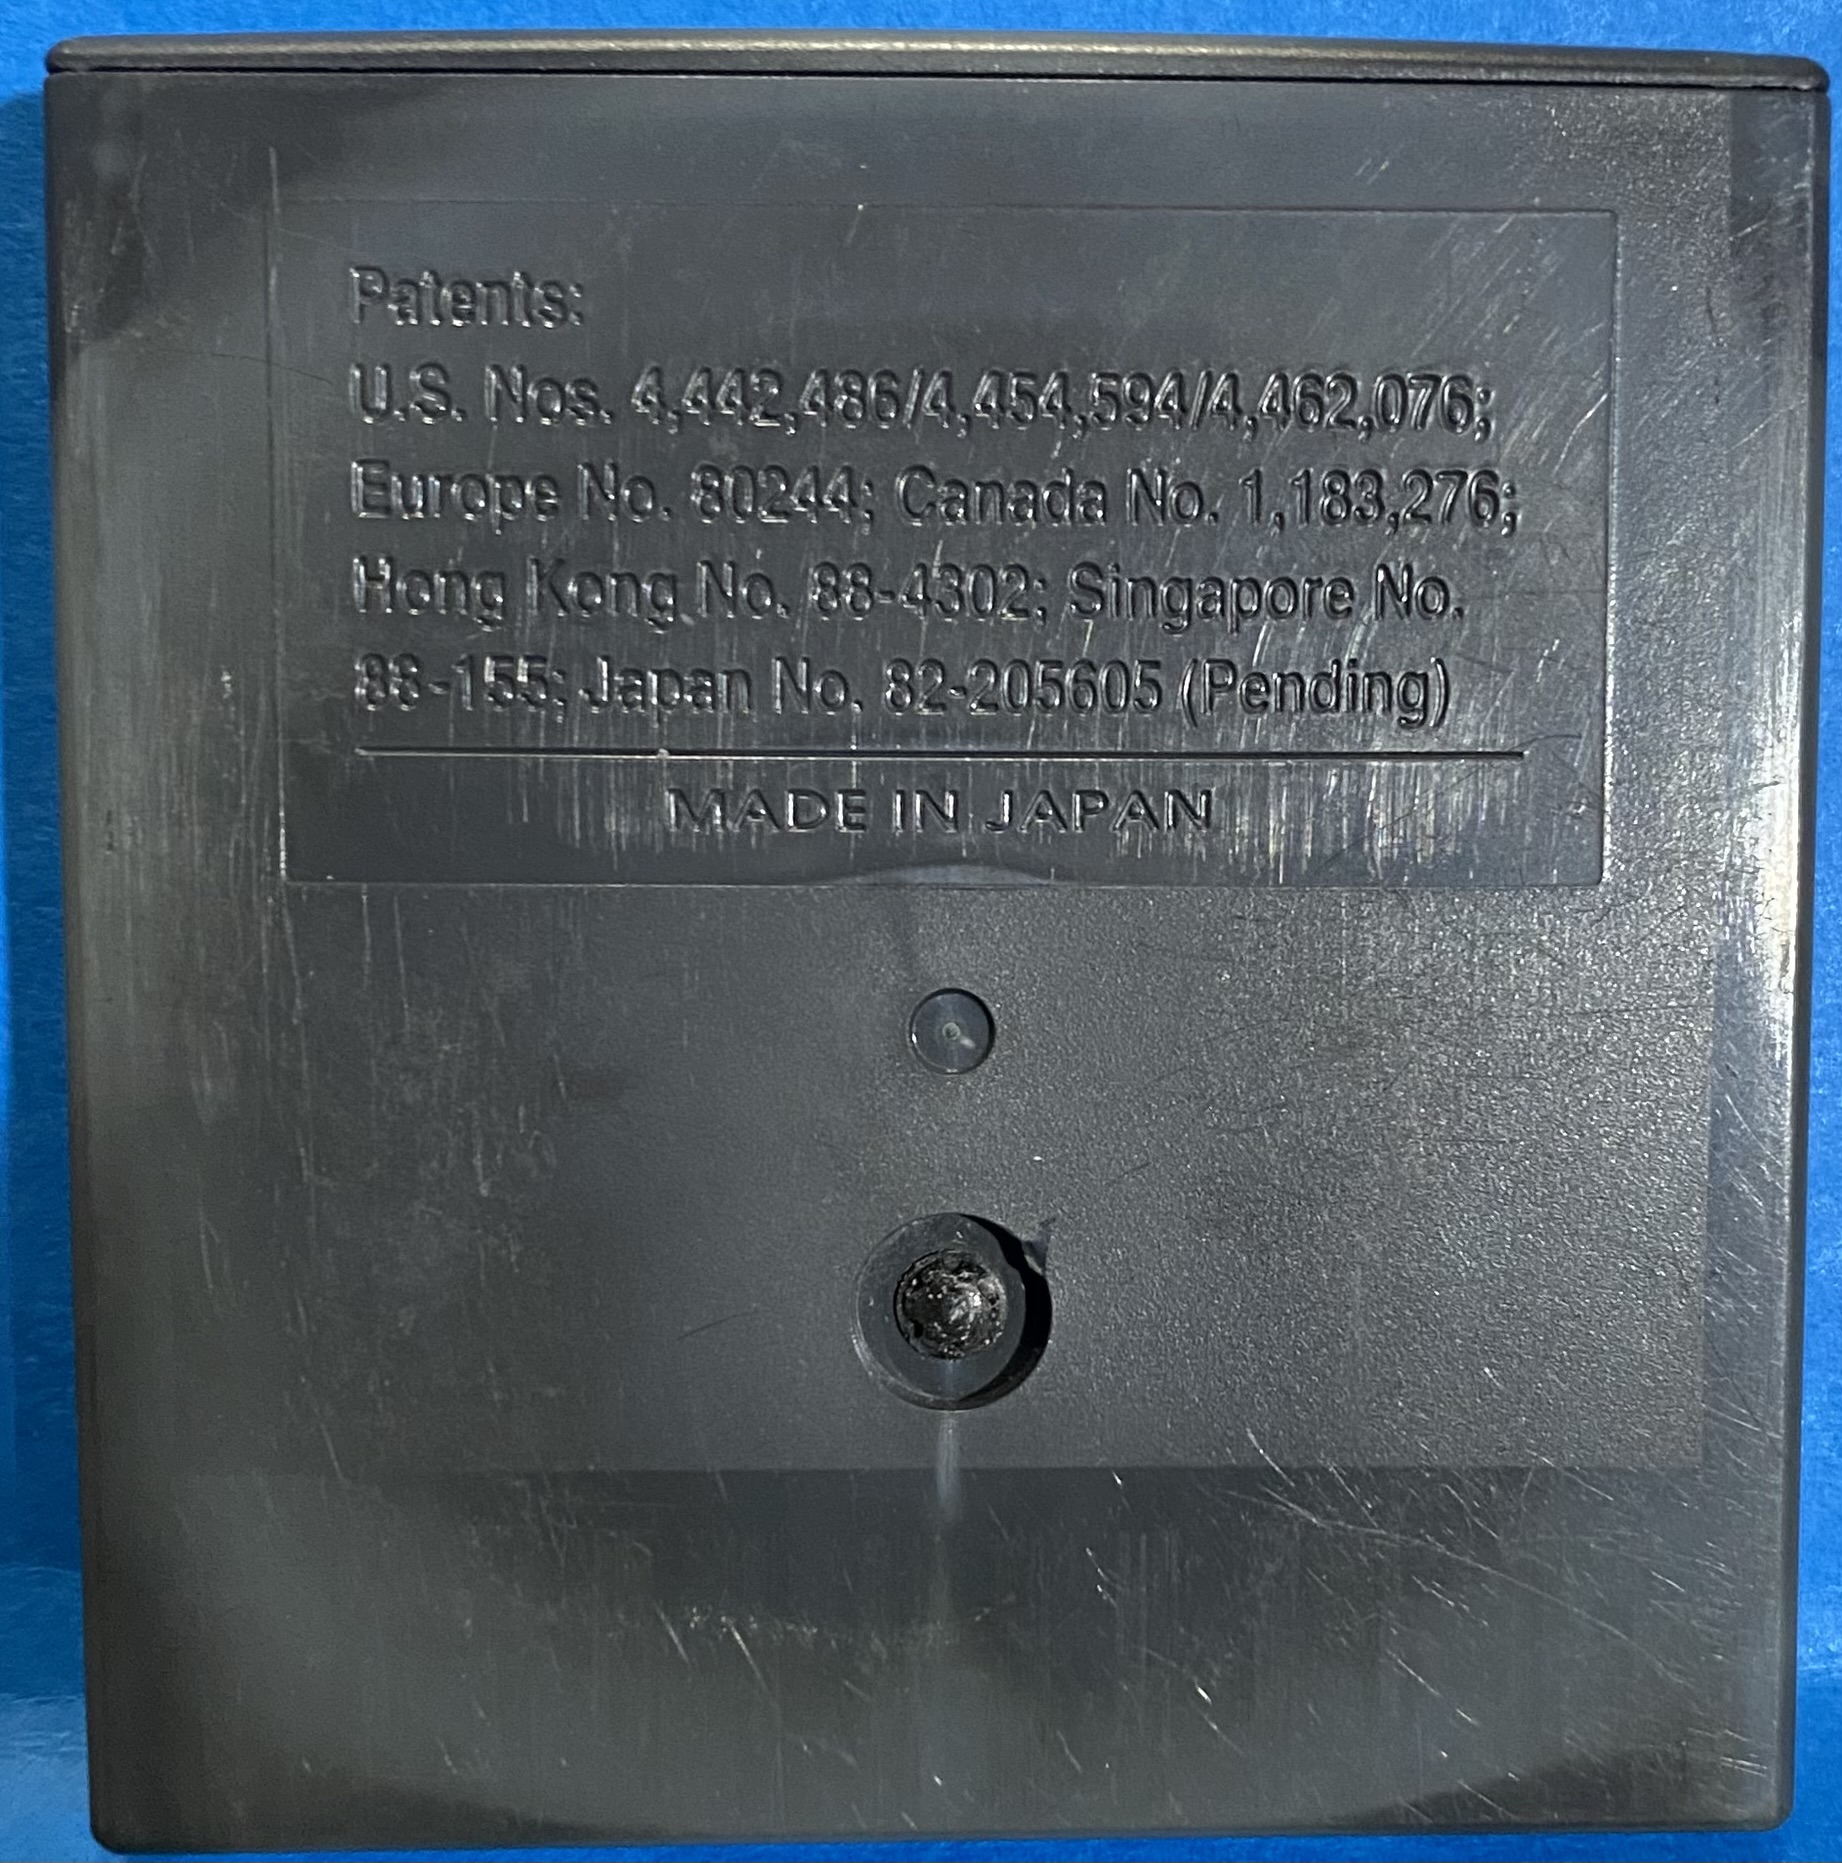 Patents:
U.S. Nos. 4,442,486/4,454,594/4,462,076;
Europe No. 80244; Canada No. 1,183,276;
Hong Kong No. 88-4302; Singapore No.
88-155; Japan No. 82-205605 (Pending)
MADE IN JAPAN